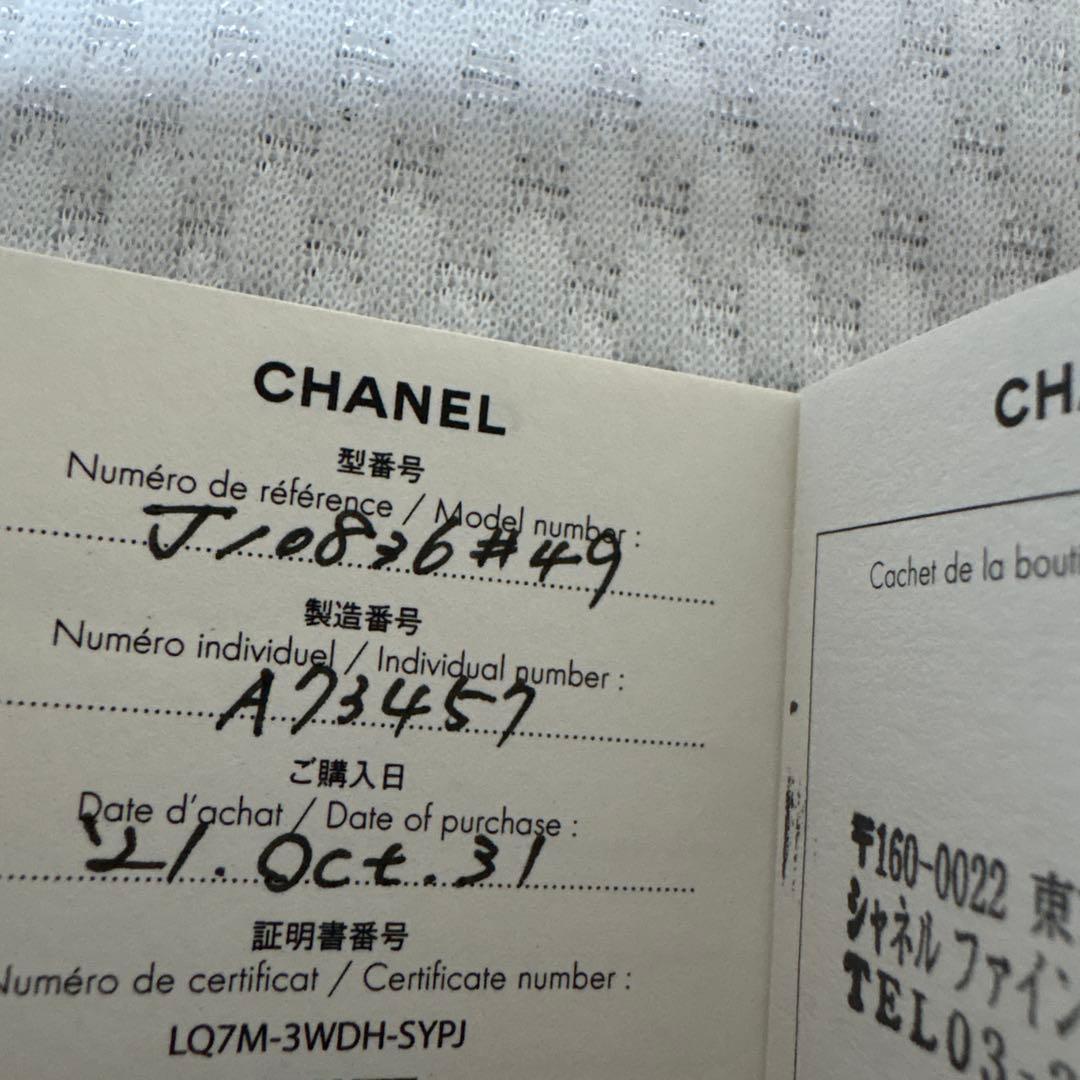 CHANEL
型番号
Numéro de référence / Model number :
J10836 #49
製造番号
Numéro individuel / Individual number :
A73457
ご購入日
Date d'achat / Date of purchase :
'21. Oct. 31
証明書番号
Numéro de certificat / Certificate number :
LQ7M-3WDH-SYPJ
Cachet de la
〒160-0022 東
シャネル ファイン
TEL03-